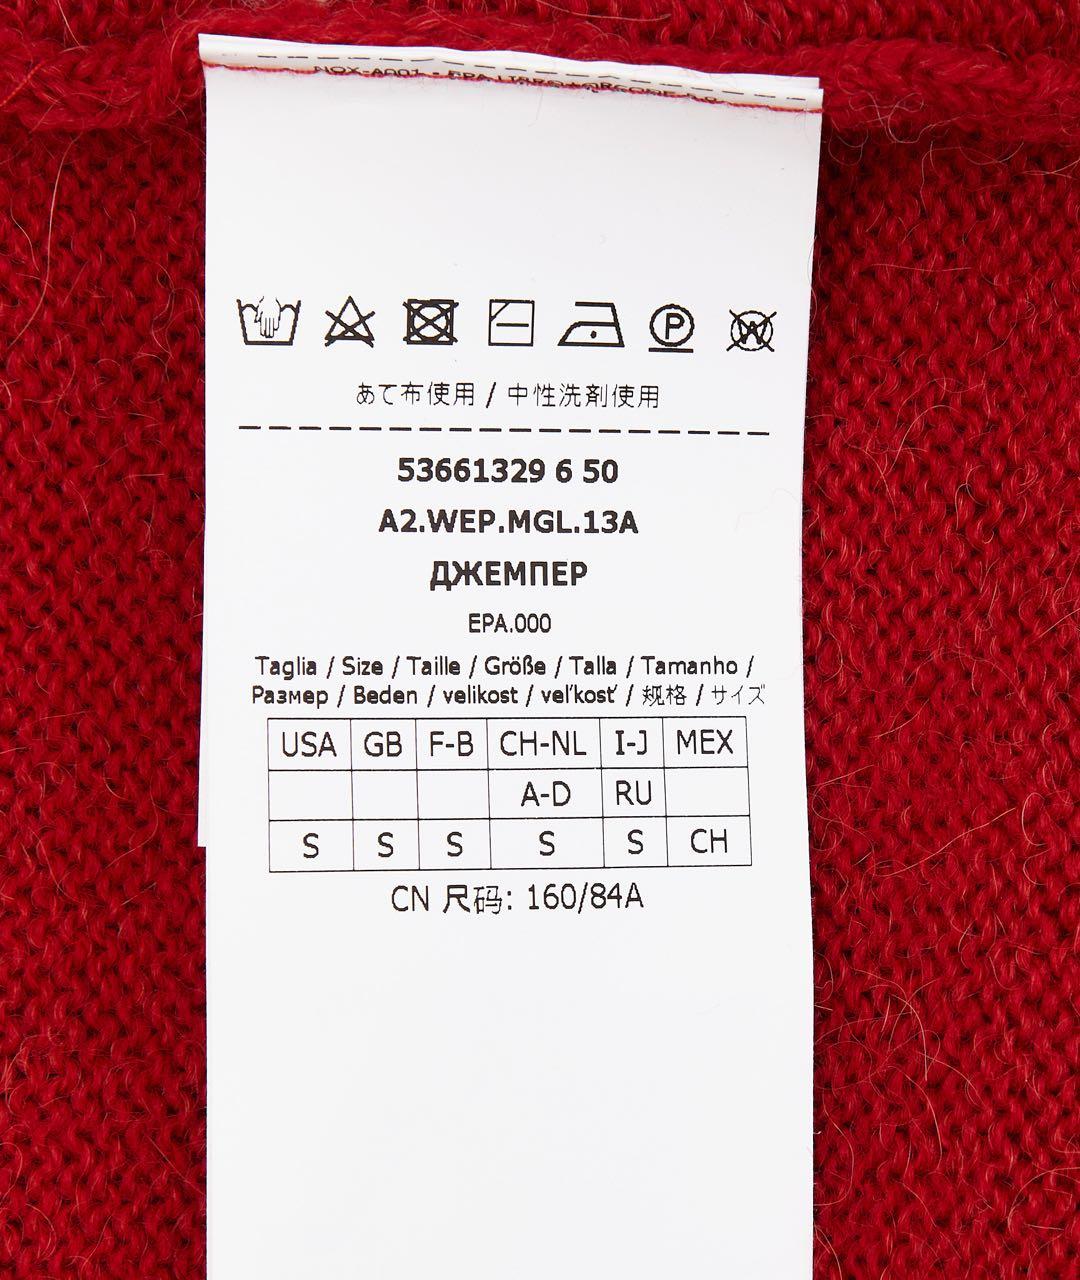 P
W
あて布使用 / 中性洗剤使用
53661329 6 50
A2.WEP.MGL.13A
ДЖЕМПЕР
EPA.000
Taglia / Size / Taille / Größe / Talla / Tamanho /
Размер / Beden / velikost / veľkosť / 规格 / サイズ
USA GB F-B CH-NL I-J MEX
A-D RU
S S S S S CH
CN 尺码: 160/84A